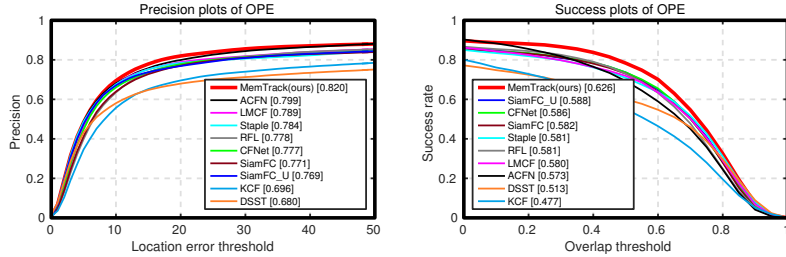 Precision plots of OPE
1
0.8
0.6
0.4
0.2
0
Precision
MemTrack(ours) [0.820]
ACFN [0.799]
LMCF [0.789]
Staple [0.784]
RFL [0.778]
CFNet [0.777]
SiamFC [0.771]
SiamFC_U [0.769]
KCF [0.696]
DSST [0.680]
0 10 20 30 40 50
Location error threshold
Success plots of OPE
1
0.8
0.6
0.4
0.2
0
Success rate
MemTrack(ours) [0.626]
SiamFC_U [0.588]
CFNet [0.586]
SiamFC [0.582]
Staple [0.581]
RFL [0.581]
LMCF [0.580]
ACFN [0.573]
DSST [0.513]
KCF [0.477]
0 0.2 0.4 0.6 0.8 1
Overlap threshold